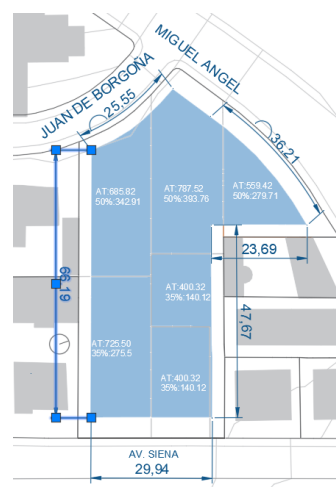 MIGUEL ANGEL
JUAN DE BORGOÑA
25,55
36,21
AT:685.82
50%:342.91
AT:787.52
50%:393.76
AT:559.42
50%:279.71
23,69
66,19
AT:400.32
35%:140.12
47,67
AT:725.50
35%:275.5
AT:400.32
35%:140.12
AV. SIENA
29,94